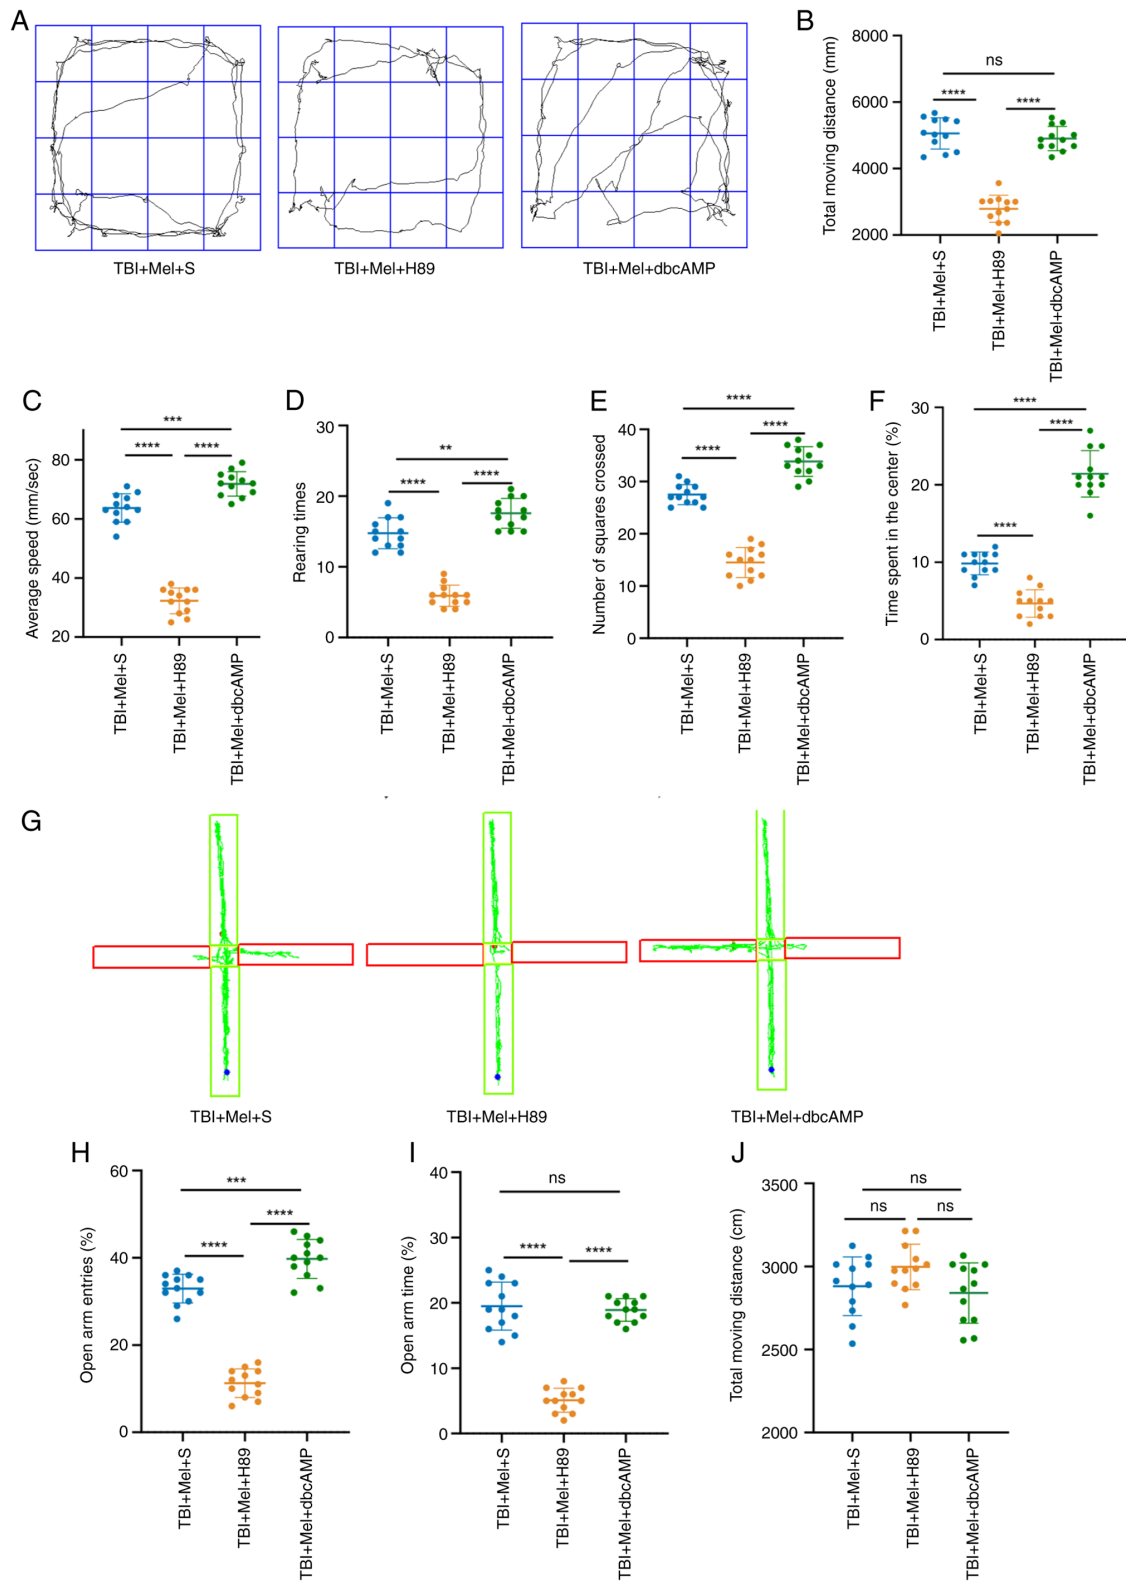 A
TBI+Mel+S
TBI+Mel+H89
TBI+Mel+dbcAMP
B
Total moving distance (mm)
8000
6000
4000
2000
ns
****
****
TBI+Mel+S
TBI+Mel+H89
TBI+Mel+dbcAMP
C
Average speed (mm/sec)
80
60
40
20
***
****
****
TBI+Mel+S
TBI+Mel+H89
TBI+Mel+dbcAMP
D
Rearing times
30
20
10
0
**
****
****
TBI+Mel+S
TBI+Mel+H89
TBI+Mel+dbcAMP
E
Number of squares crossed
40
30
20
10
0
****
****
****
TBI+Mel+S
TBI+Mel+H89
TBI+Mel+dbcAMP
F
Time spent in the center (%)
30
20
10
0
****
****
****
TBI+Mel+S
TBI+Mel+H89
TBI+Mel+dbcAMP
G
TBI+Mel+S
TBI+Mel+H89
TBI+Mel+dbcAMP
H
Open arm entries (%)
60
40
20
0
***
****
****
TBI+Mel+S
TBI+Mel+H89
TBI+Mel+dbcAMP
I
Open arm time (%)
40
30
20
10
0
ns
****
****
TBI+Mel+S
TBI+Mel+H89
TBI+Mel+dbcAMP
J
Total moving distance (cm)
3500
3000
2500
2000
ns
ns
ns
TBI+Mel+S
TBI+Mel+H89
TBI+Mel+dbcAMP